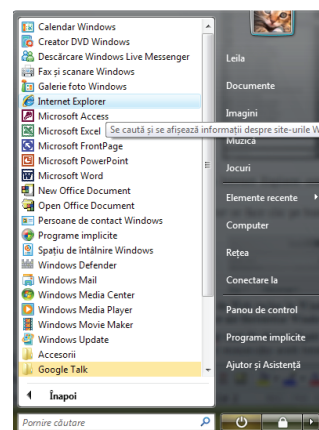 Calendar Windows
Creator DVD Windows
Descărcare Windows Live Messenger
Fax și scanare Windows
Galerie foto Windows
Internet Explorer
Microsoft Access
Microsoft Excel
Se caută și se afișează informații despre site-urile W
Microsoft FrontPage
Microsoft PowerPoint
Microsoft Word
New Office Document
Open Office Document
Persoane de contact Windows
Programe implicite
Spațiu de întâlnire Windows
Windows Defender
Windows Mail
Windows Media Center
Windows Media Player
Windows Movie Maker
Windows Update
Accesorii
Google Talk
Înapoi
Pornire căutare
Leila
Documente
Imagini
Muzică
Jocuri
Elemente recente
Computer
Rețea
Conectare la
Panou de control
Programe implicite
Ajutor și Asistență